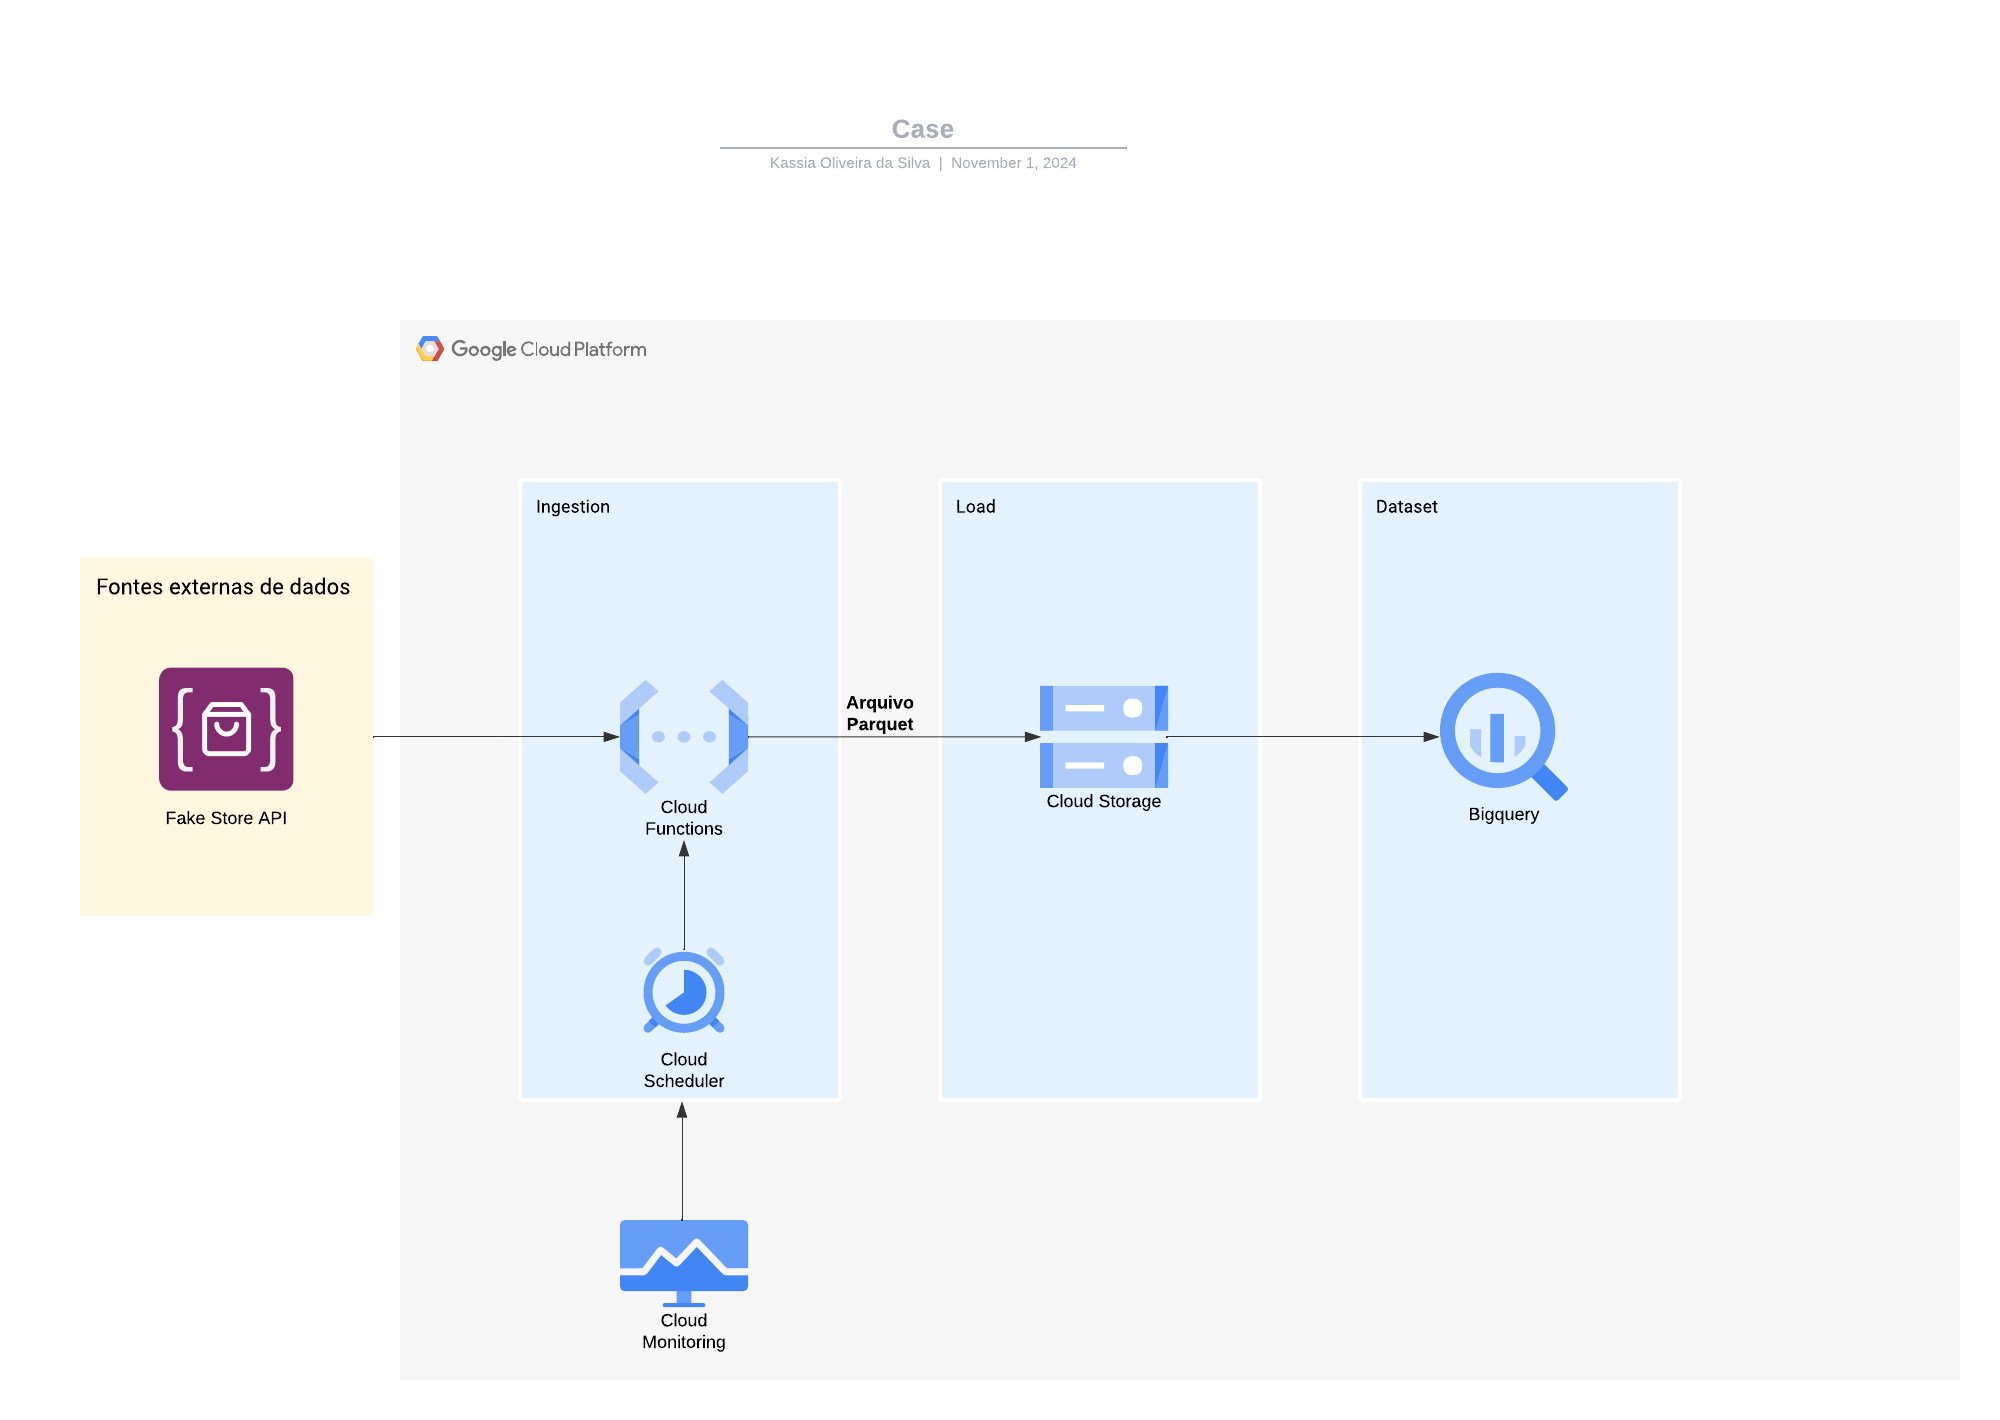 Case
Kassia Oliveira da Silva | November 1, 2024
Google Cloud Platform
Ingestion
Load
Dataset
Fontes externas de dados
Fake Store API
Arquivo
Parquet
Cloud
Functions
Cloud Storage
Bigquery
Cloud
Scheduler
Cloud
Monitoring